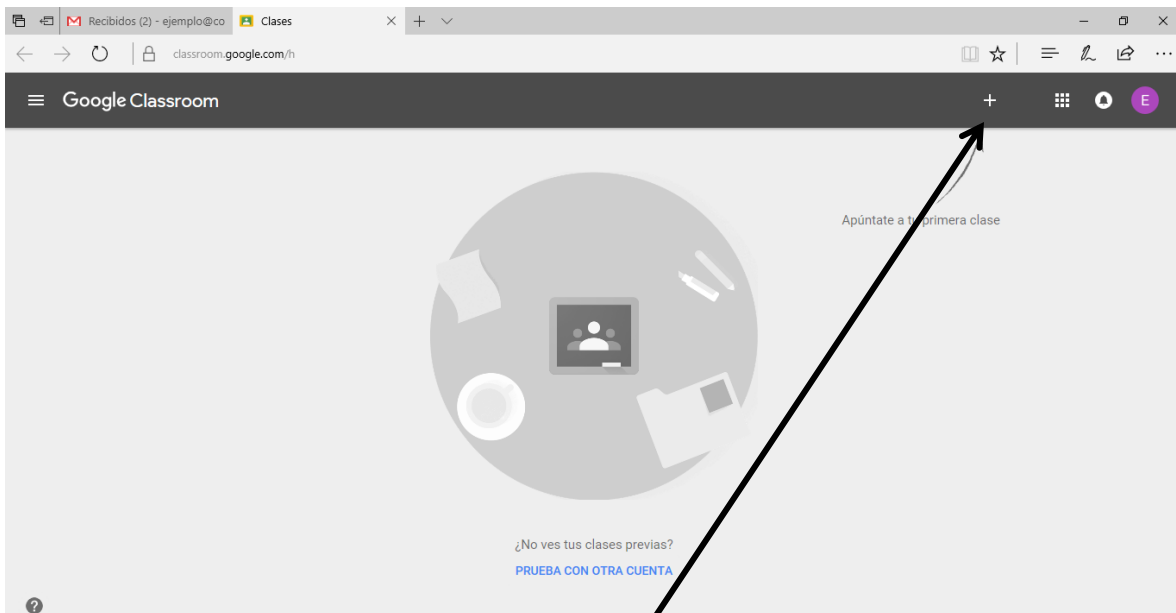 Recibidos (2) - ejemplo@co
Clases
classroom.google.com/h
Google Classroom
E
Apúntate a tu primera clase
¿No ves tus clases previas?
PRUEBA CON OTRA CUENTA